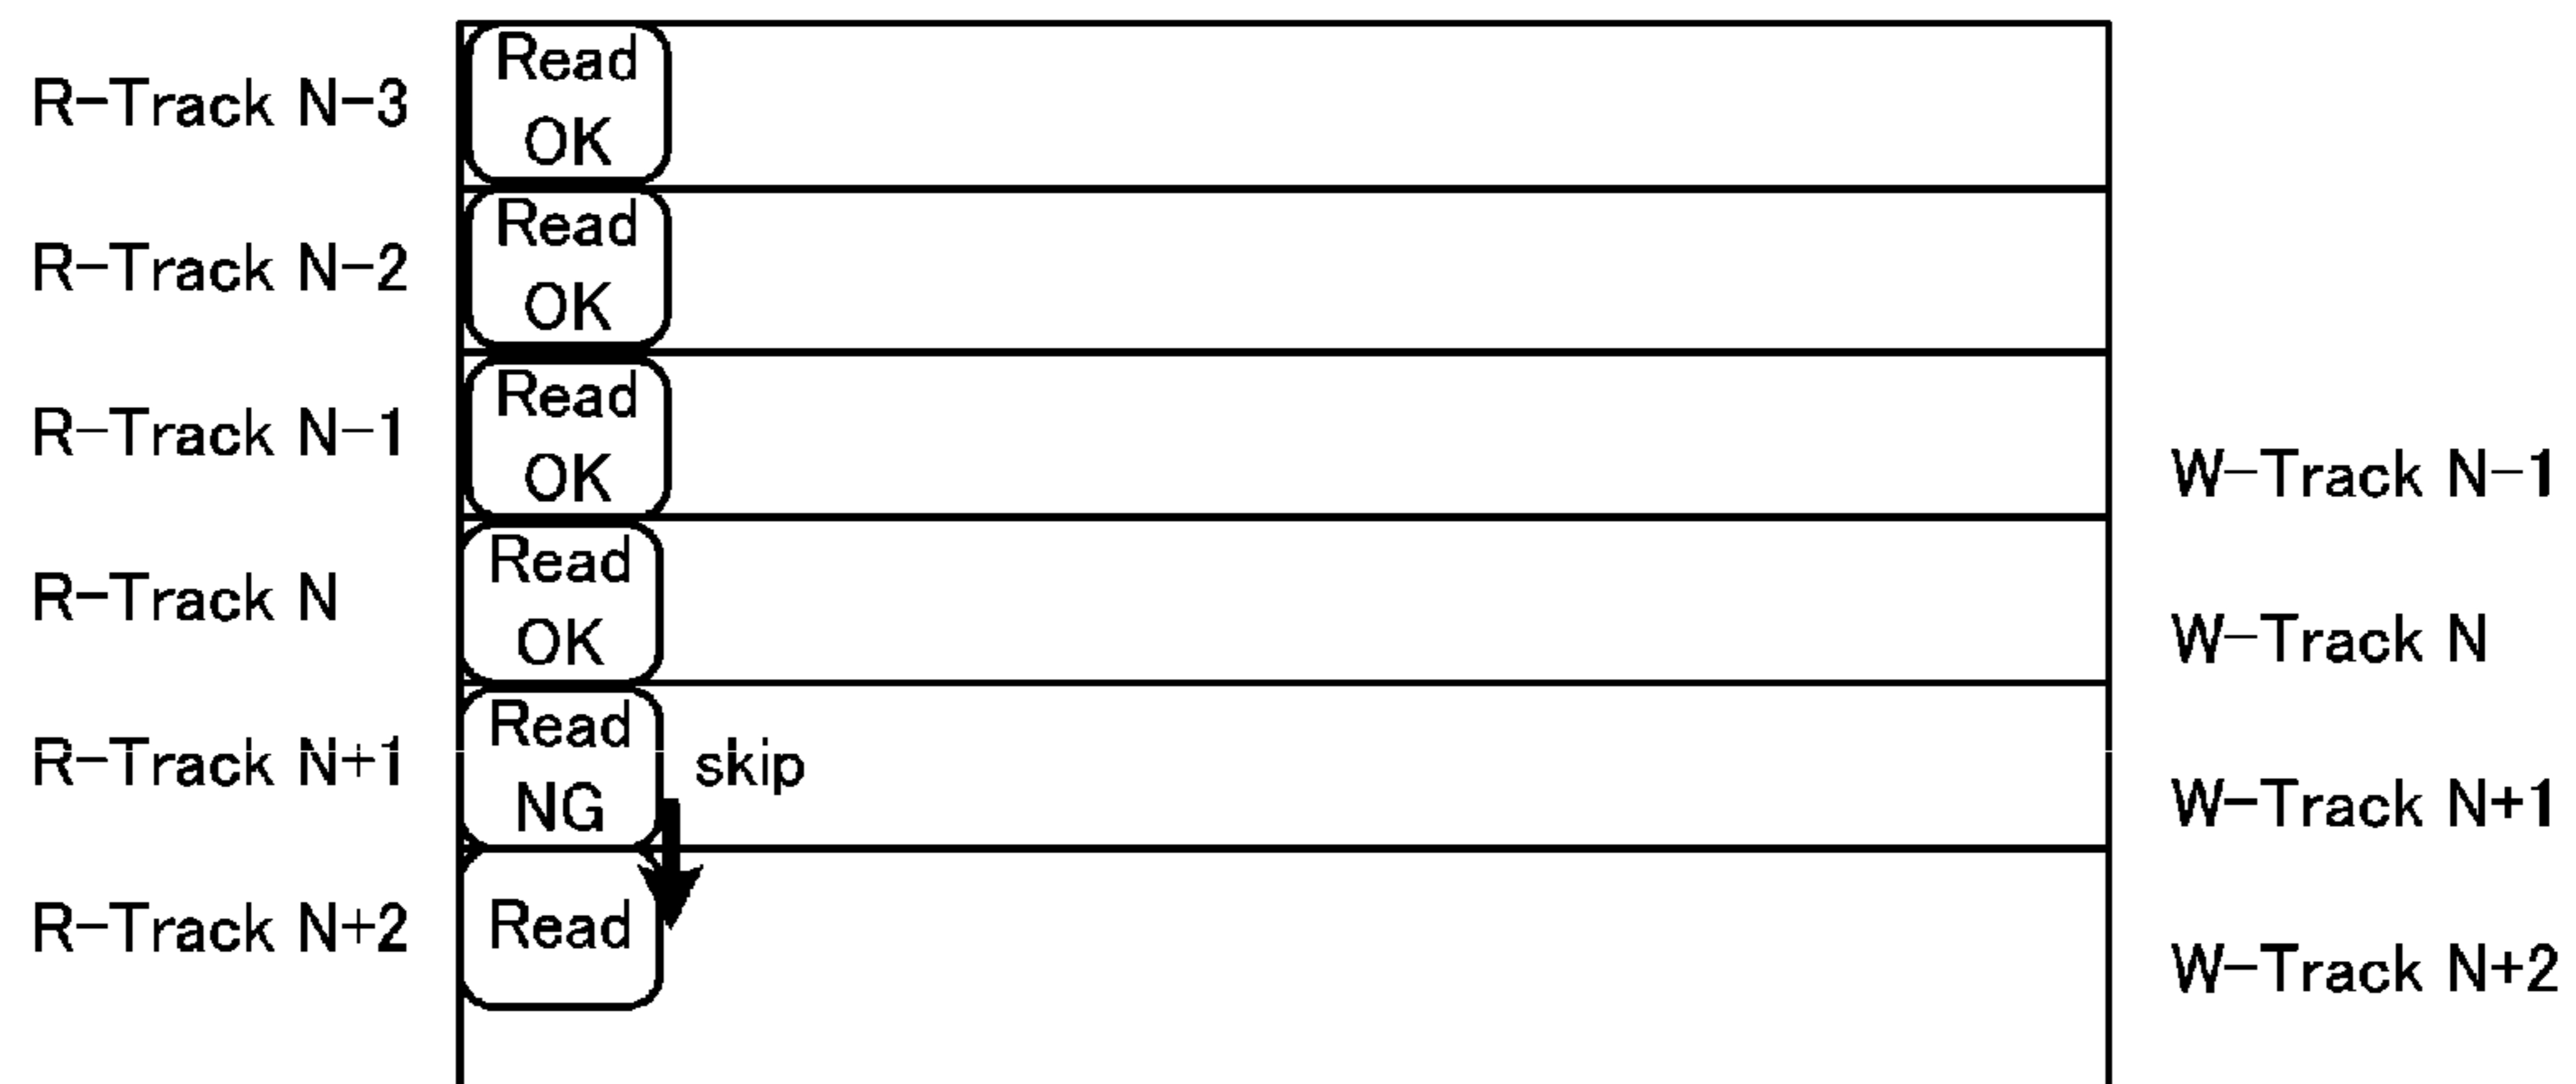 R-Track N-3
Read
OK
R-Track N-2
Read
OK
R-Track N-1
Read
OK
W-Track N-1
R-Track N
Read
OK
W-Track N
R-Track N+1
Read
NG
skip
W-Track N+1
R-Track N+2
Read
W-Track N+2